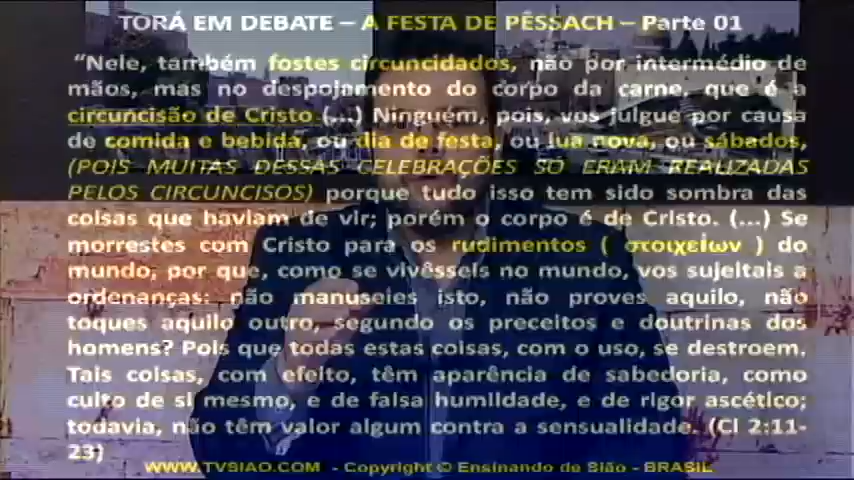 TORÁ EM DEBATE – A FESTA DE PÊSSACH – Parte 01
“Nele, também fostes circuncidados, não por intermédio de
mãos, mas no despojamento do corpo da carne, que é a
circuncisão de Cristo (...) Ninguém, pois, vos julgue por causa
de comida e bebida, ou dia de festa, ou lua nova, ou sábados,
(POIS MUITAS DESSAS CELEBRAÇÕES SÓ ERAM REALIZADAS
PELOS CIRCUNCISOS) porque tudo isso tem sido sombra das
coisas que haviam de vir; porém o corpo é de Cristo. (...) Se
morrestes com Cristo para os rudimentos ( στοιχείων ) do
mundo, por que, como se vivêsseis no mundo, vos sujeitais a
ordenanças: não manuseies isto, não proves aquilo, não
toques aquilo outro, segundo os preceitos e doutrinas dos
homens? Pois que todas estas coisas, com o uso, se destroem.
Tais coisas, com efeito, têm aparência de sabedoria, como
culto de si mesmo, e de falsa humildade, e de rigor ascético;
todavia, não têm valor algum contra a sensualidade. (Cl 2:11-
23)
WWW.TVSIAO.COM - Copyright © Ensinando de Sião - BRASIL